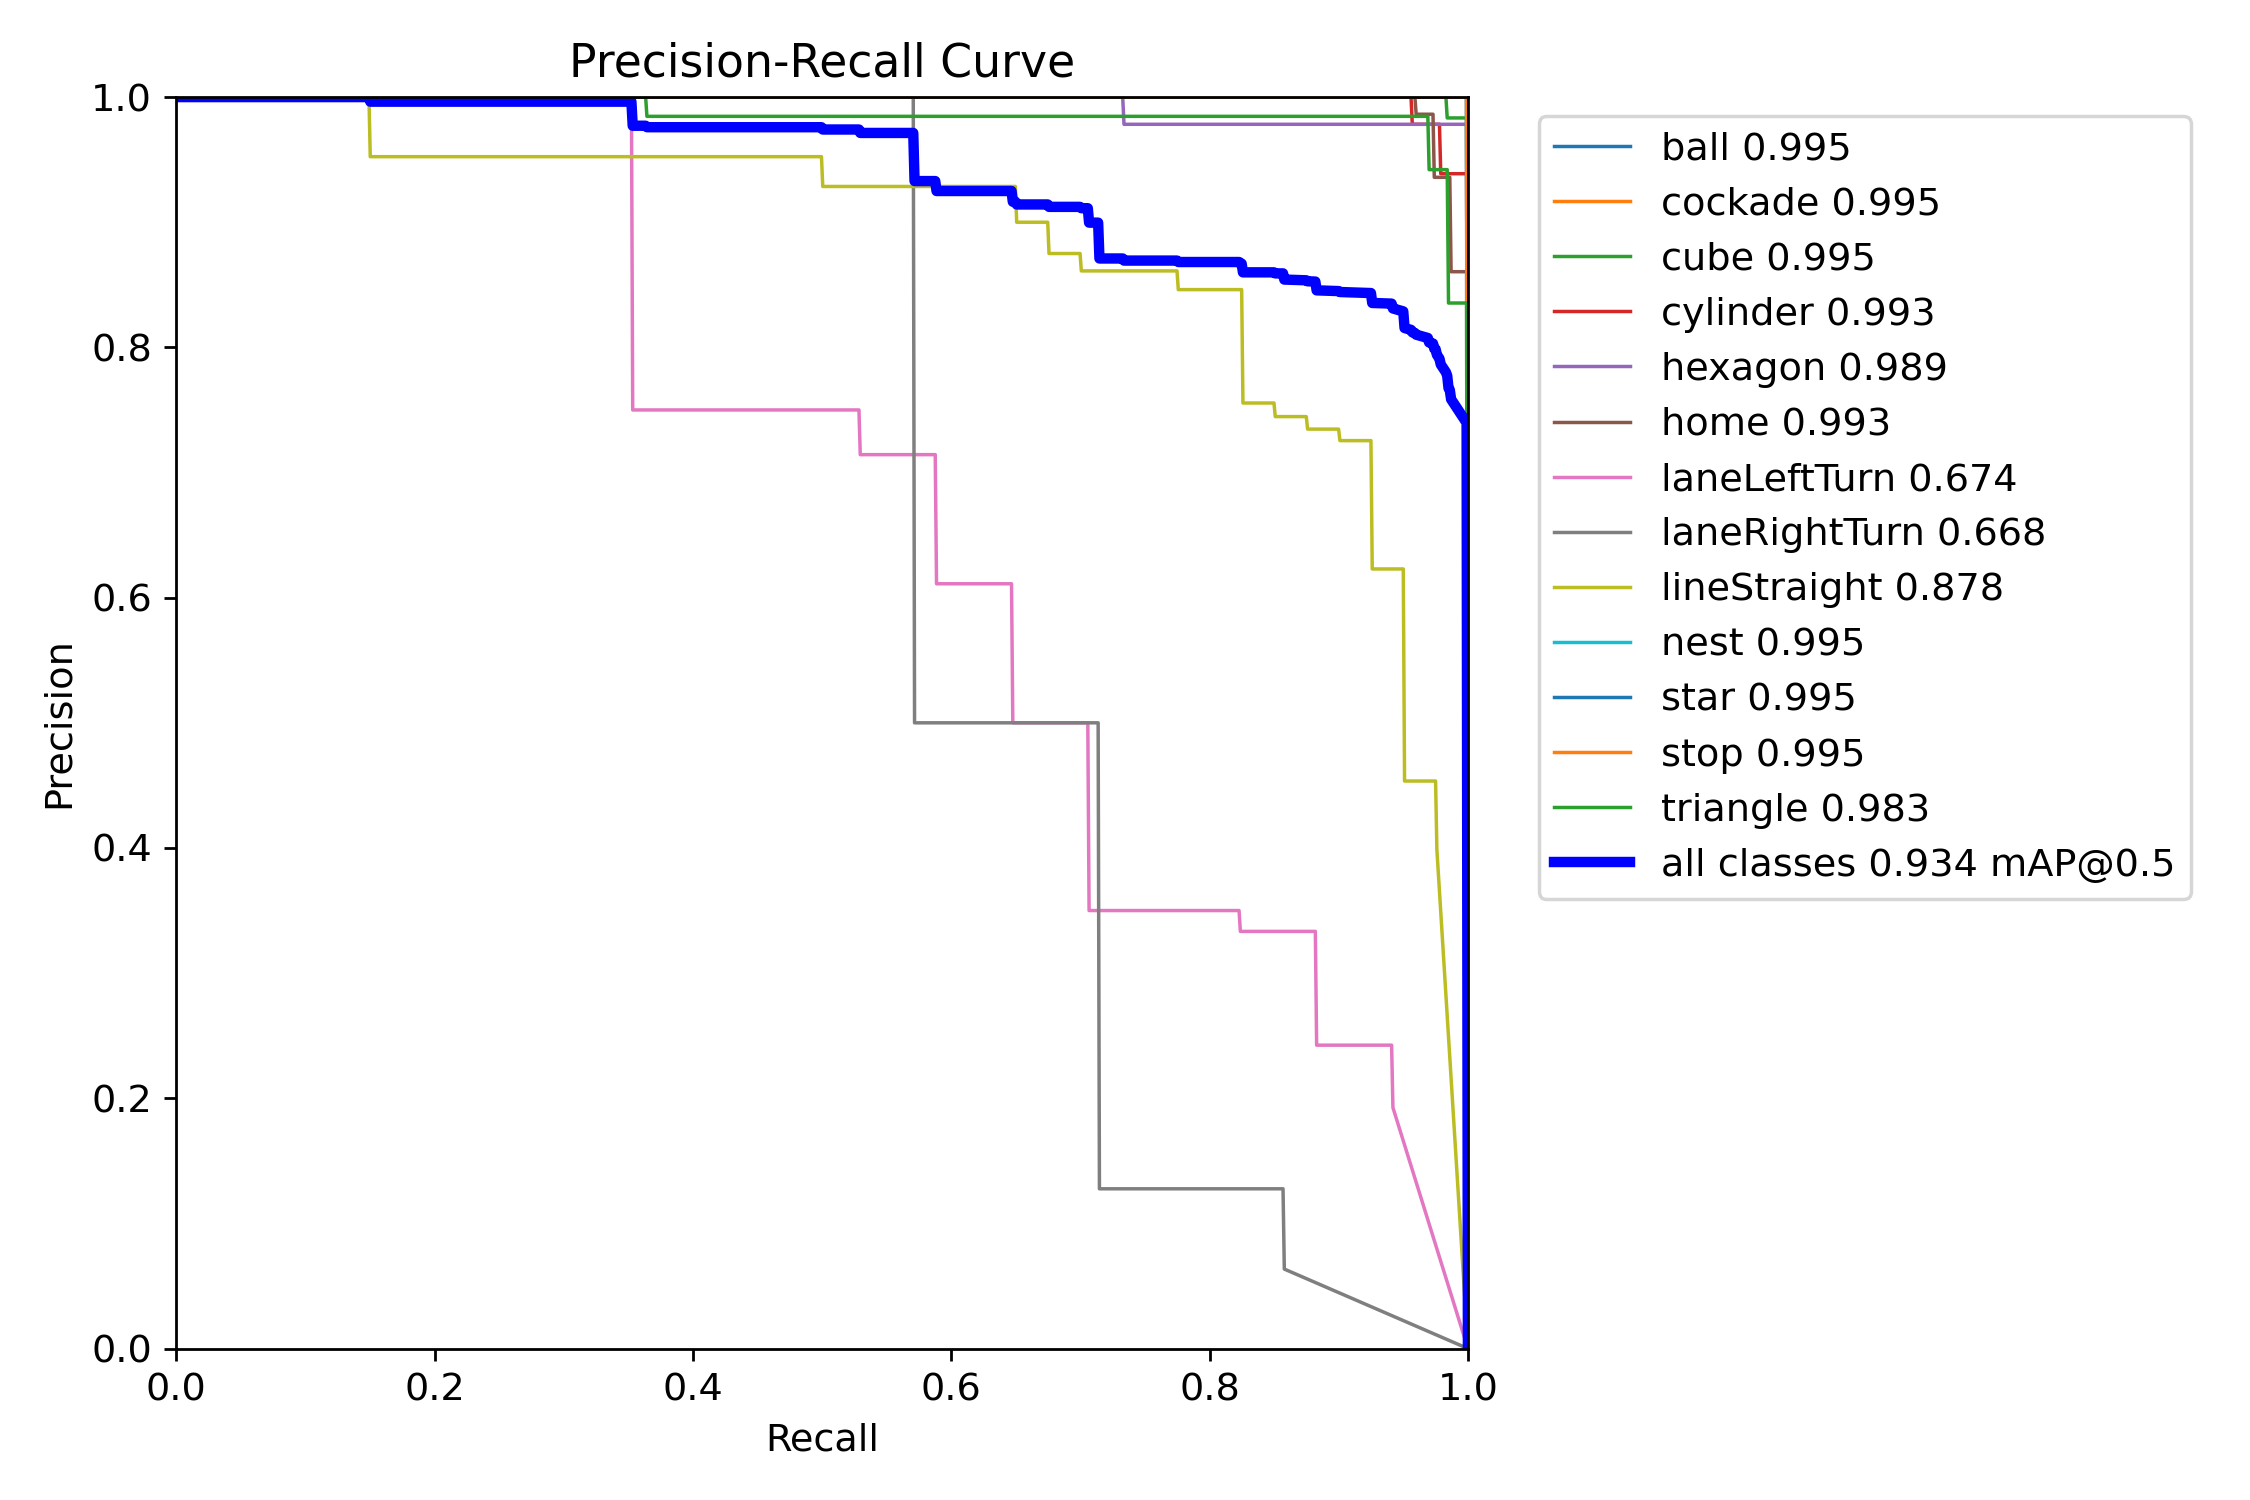 Precision-Recall Curve
1.0
0.8
0.6
0.4
0.2
0.0
Precision
0.0 0.2 0.4 0.6 0.8 1.0
Recall
ball 0.995
cockade 0.995
cube 0.995
cylinder 0.993
hexagon 0.989
home 0.993
laneLeftTurn 0.674
laneRightTurn 0.668
lineStraight 0.878
nest 0.995
star 0.995
stop 0.995
triangle 0.983
all classes 0.934 mAP@0.5